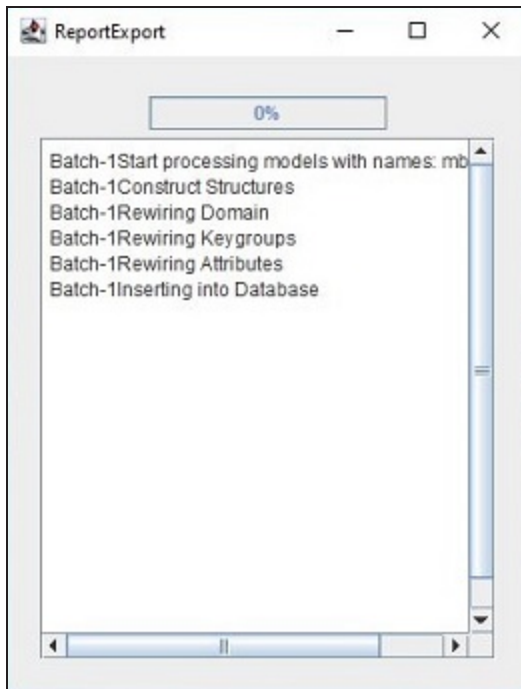 ReportExport
0%
Batch-1Start processing models with names: mb
Batch-1Construct Structures
Batch-1Rewiring Domain
Batch-1Rewiring Keygroups
Batch-1Rewiring Attributes
Batch-1Inserting into Database